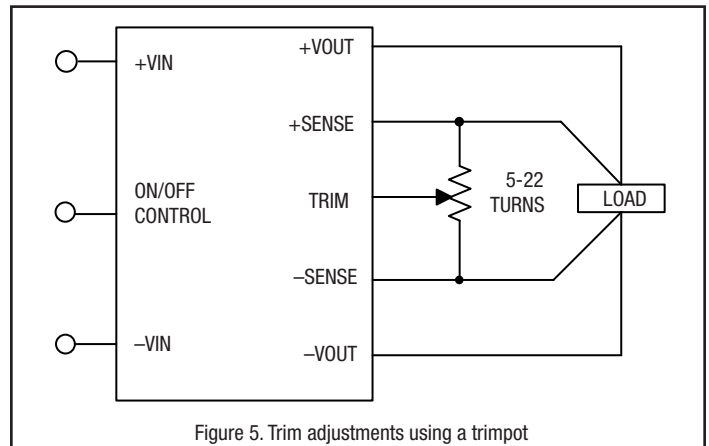 +VIN
ON/OFF
CONTROL
–VIN
+VOUT
+SENSE
TRIM
–SENSE
–VOUT
5-22
TURNS
LOAD
Figure 5. Trim adjustments using a trimpot